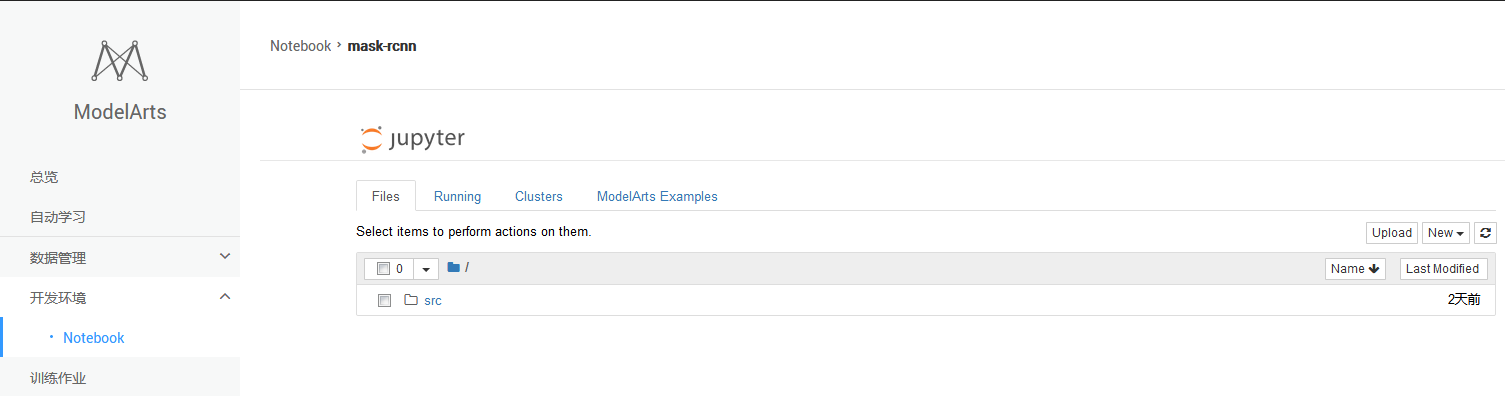 ModelArts
总览
自动学习
数据管理
开发环境
Notebook
训练作业
Notebook › mask-rcnn
jupyter
Files Running Clusters ModelArts Examples
Select items to perform actions on them.
Upload New
0 / Name Last Modified
src 2天前